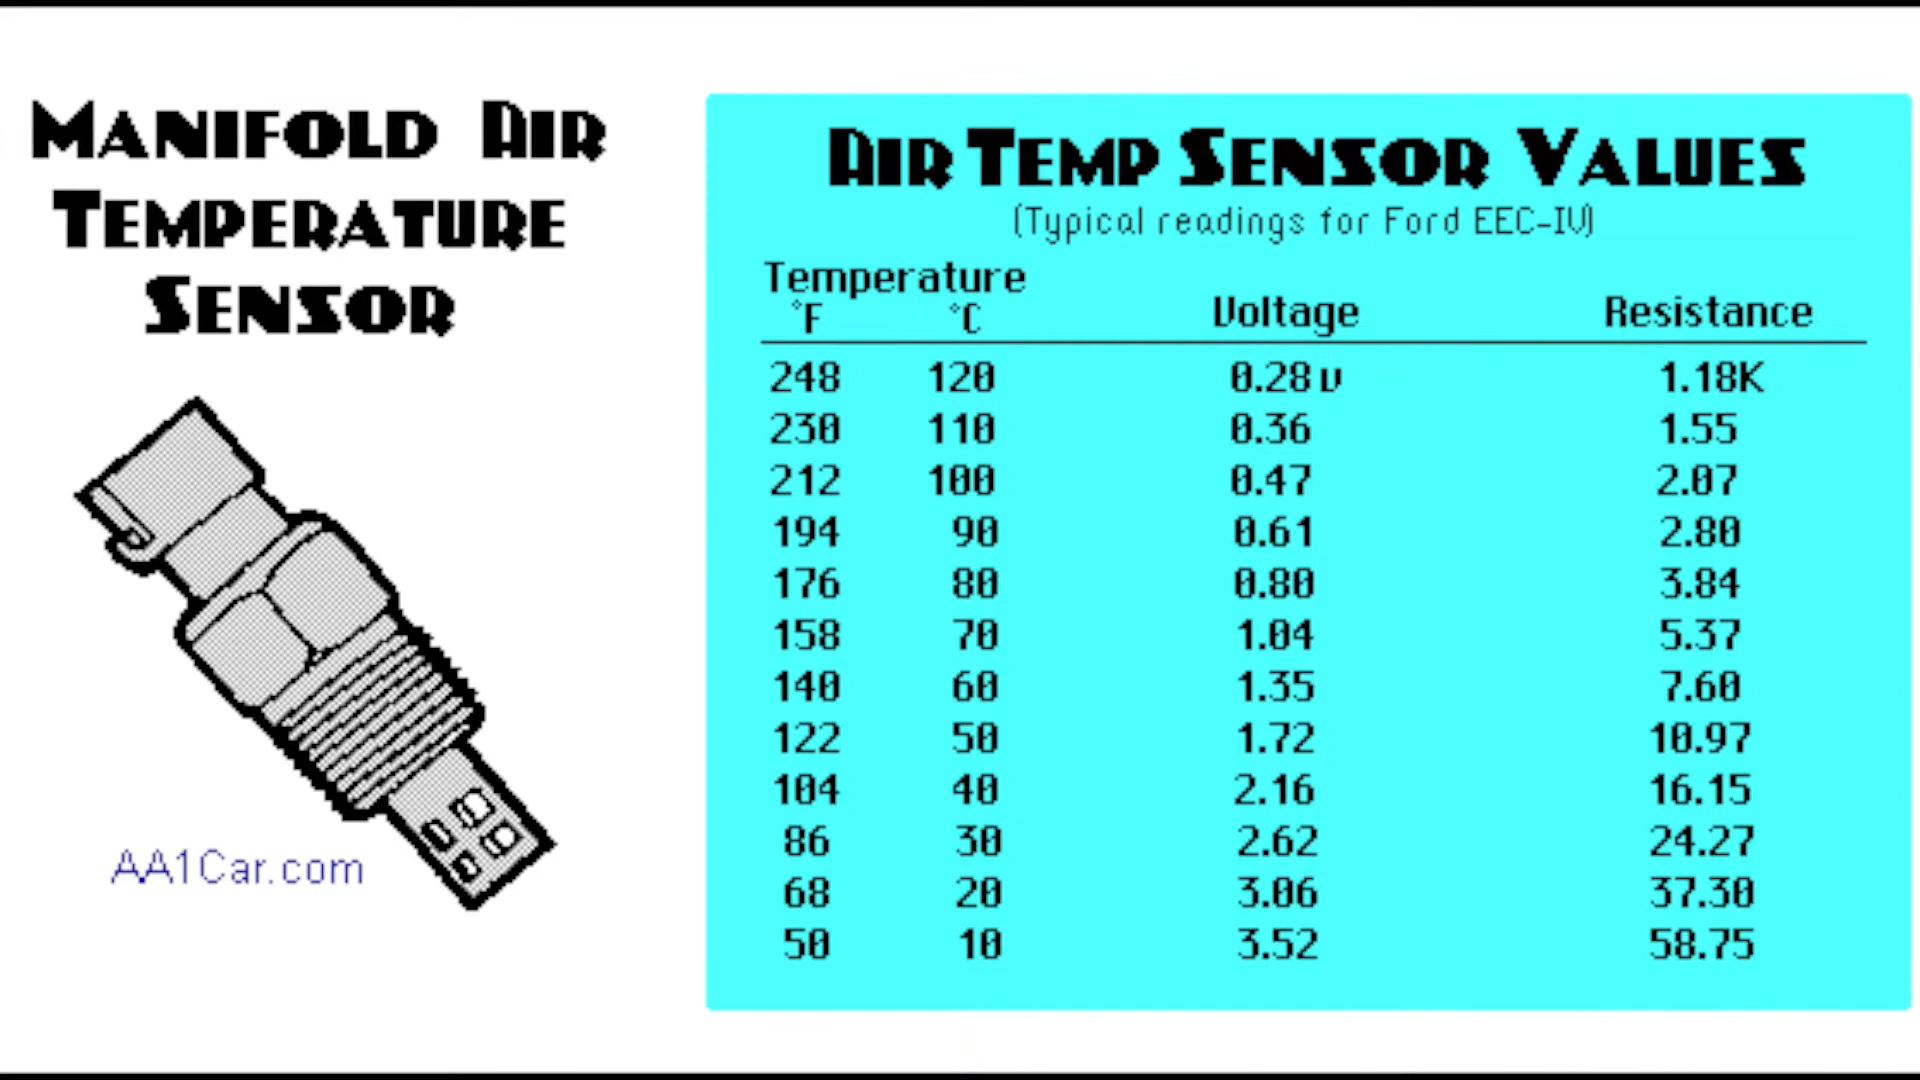 MANIFOLD AIR
TEMPERATURE
SENSOR
AA1Car.com
AIR TEMP SENSOR VALUES
(Typical readings for Ford EEC-IV)
Temperature
°F °C Voltage Resistance
248 120 0.28 v 1.18K
230 110 0.36 1.55
212 100 0.47 2.07
194 90 0.61 2.80
176 80 0.80 3.84
158 70 1.04 5.37
140 60 1.35 7.60
122 50 1.72 10.97
104 40 2.16 16.15
86 30 2.62 24.27
68 20 3.06 37.30
50 10 3.52 58.75